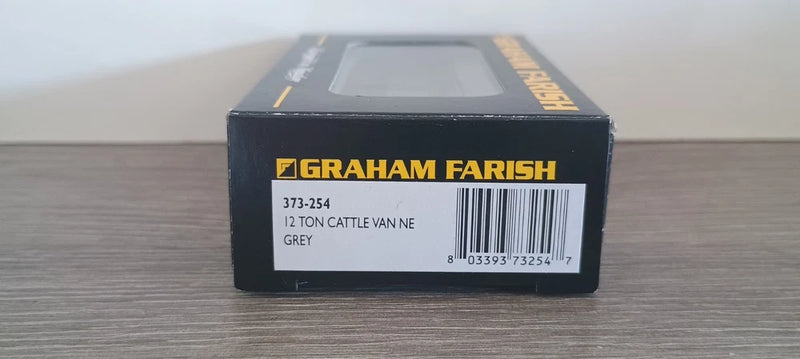 GRAHAM FARISH
GRAHAM FARISH
373-254
12 TON CATTLE VAN NE
GREY
8 03393 73254 7